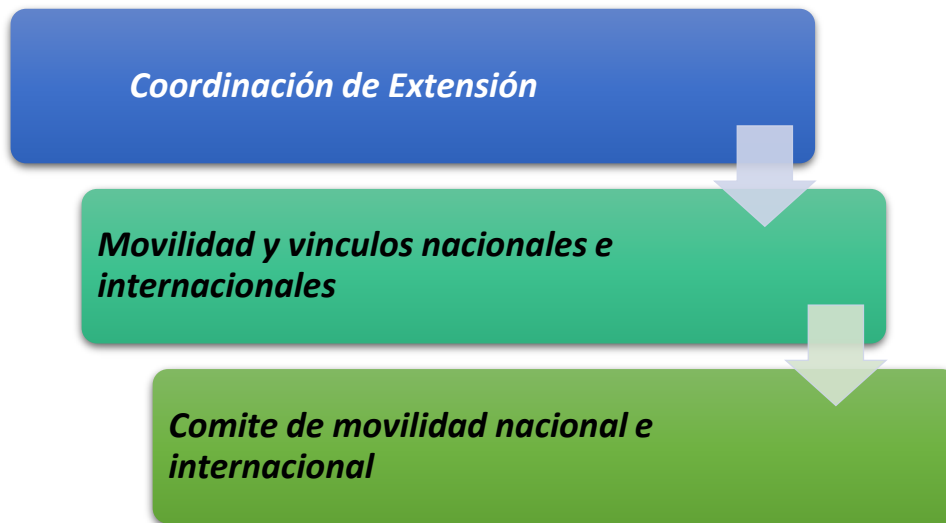 Coordinación de Extensión
Movilidad y vinculos nacionales e
internacionales
Comite de movilidad nacional e
internacional